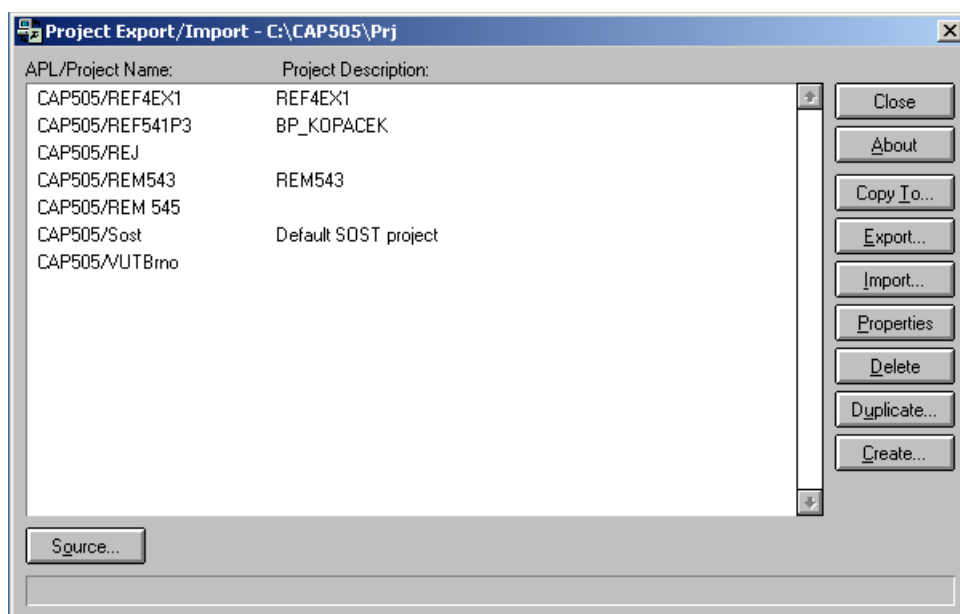 Project Export/Import - C:\CAP505\Prj
APL/Project Name: Project Description:
CAP505/REF4EX1 REF4EX1
CAP505/REF541P3 BP_KOPACEK
CAP505/REJ
CAP505/REM543 REM543
CAP505/REM 545
CAP505/Sost Default SOST project
CAP505/VUTBrno
Close
About
Copy To...
Export...
Import...
Properties
Delete
Duplicate...
Create...
Source...